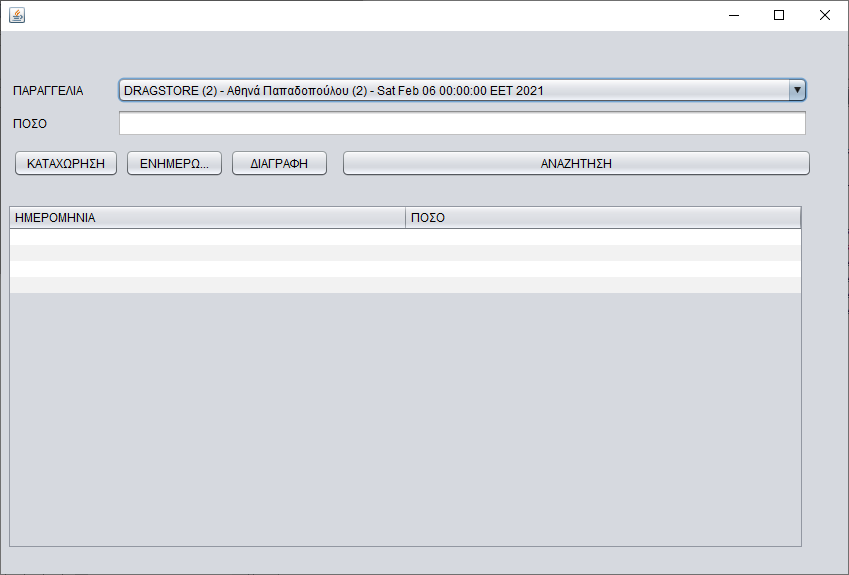 ΠΑΡΑΓΓΕΛΙΑ DRAGSTORE (2) - Αθηνά Παπαδοπούλου (2) - Sat Feb 06 00:00:00 EET 2021
ΠΟΣΟ
ΚΑΤΑΧΩΡΗΣΗ ΕΝΗΜΕΡΩ... ΔΙΑΓΡΑΦΗ ΑΝΑΖΗΤΗΣΗ
ΗΜΕΡΟΜΗΝΙΑ ΠΟΣΟ